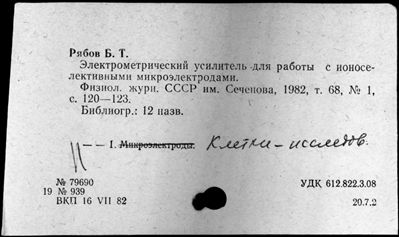 Рябов Б. Т.
Электрометрический усилитель для работы с ионосе-
лективными микроэлектродами.
Физиол. журн. СССР им. Сеченова, 1982, т. 68, № 1,
с. 120—123.
Библиогр.: 12 назв.
— 1. Микроэлектроды. Клетки - исследов.
№ 79690
19 № 939
ВКП 16 VII 82
УДК 612.822.3.08
20.7.2